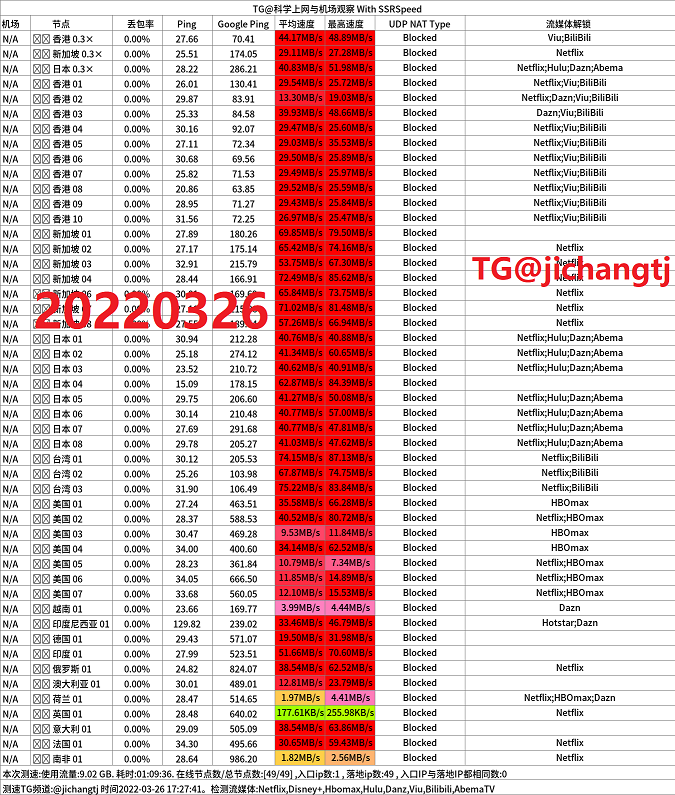 TG@科学上网与机场观察 With SSRSpeed
机场 节点 丢包率 Ping Google Ping 平均速度 最高速度 UDP NAT Type 流媒体解锁
N/A 香港 0.3× 0.00% 27.66 70.41 44.17MB/s 48.89MB/s Blocked Viu;BiliBili
N/A 新加坡 0.3× 0.00% 25.51 174.05 29.11MB/s 27.28MB/s Blocked Netflix
N/A 日本 0.3× 0.00% 28.22 286.21 40.83MB/s 51.98MB/s Blocked Netflix;Hulu;Dazn;Abema
N/A 香港 01 0.00% 26.01 130.41 29.54MB/s 25.72MB/s Blocked Netflix;Viu;BiliBili
N/A 香港 02 0.00% 29.87 83.91 13.30MB/s 19.03MB/s Blocked Netflix;Dazn;Viu;BiliBili
N/A 香港 03 0.00% 25.33 84.58 39.93MB/s 48.66MB/s Blocked Dazn;Viu;BiliBili
N/A 香港 04 0.00% 30.16 92.07 29.47MB/s 25.60MB/s Blocked Netflix;Viu;BiliBili
N/A 香港 05 0.00% 27.11 72.34 29.03MB/s 35.53MB/s Blocked Netflix;Viu;BiliBili
N/A 香港 06 0.00% 30.68 69.56 29.50MB/s 25.89MB/s Blocked Netflix;Viu;BiliBili
N/A 香港 07 0.00% 25.82 71.53 29.49MB/s 25.97MB/s Blocked Netflix;Viu;BiliBili
N/A 香港 08 0.00% 20.86 63.85 29.52MB/s 25.59MB/s Blocked Netflix;Viu;BiliBili
N/A 香港 09 0.00% 28.95 71.27 29.43MB/s 25.84MB/s Blocked Netflix;Viu;BiliBili
N/A 香港 10 0.00% 31.56 72.25 26.97MB/s 25.47MB/s Blocked Netflix;Viu;BiliBili
N/A 新加坡 01 0.00% 27.89 180.26 69.85MB/s 79.50MB/s Blocked
N/A 新加坡 02 0.00% 27.17 175.14 65.42MB/s 74.16MB/s Blocked Netflix
N/A 新加坡 03 0.00% 32.91 215.79 53.75MB/s 67.30MB/s Blocked Netflix
TG@jichangtj
N/A 新加坡 04 0.00% 28.44 166.91 72.49MB/s 85.62MB/s Blocked Netflix
N/A 新加坡 06 65.84MB/s 73.75MB/s Blocked Netflix
20220326
N/A 71.02MB/s 81.48MB/s Blocked Netflix
N/A 57.26MB/s 66.94MB/s Blocked Netflix
N/A 日本 01 0.00% 30.94 212.28 40.76MB/s 40.88MB/s Blocked Netflix;Hulu;Dazn;Abema
N/A 日本 02 0.00% 25.18 274.12 41.34MB/s 60.65MB/s Blocked Netflix;Hulu;Dazn;Abema
N/A 日本 03 0.00% 23.52 210.72 40.62MB/s 40.91MB/s Blocked Netflix;Hulu;Dazn;Abema
N/A 日本 04 0.00% 15.09 178.15 62.87MB/s 84.39MB/s Blocked
N/A 日本 05 0.00% 29.75 206.60 41.27MB/s 50.08MB/s Blocked Netflix;Hulu;Dazn;Abema
N/A 日本 06 0.00% 30.14 210.48 40.77MB/s 57.00MB/s Blocked Netflix;Hulu;Dazn;Abema
N/A 日本 07 0.00% 27.69 291.68 40.77MB/s 47.81MB/s Blocked Netflix;Hulu;Dazn;Abema
N/A 日本 08 0.00% 29.78 205.27 41.03MB/s 47.62MB/s Blocked Netflix;Hulu;Dazn;Abema
N/A 台湾 01 0.00% 30.12 205.53 74.15MB/s 87.13MB/s Blocked Netflix;BiliBili
N/A 台湾 02 0.00% 25.26 103.98 67.87MB/s 74.75MB/s Blocked Netflix;BiliBili
N/A 台湾 03 0.00% 31.90 106.49 75.22MB/s 83.84MB/s Blocked Netflix;BiliBili
N/A 美国 01 0.00% 27.24 463.51 35.58MB/s 66.28MB/s Blocked HBOmax
N/A 美国 02 0.00% 28.37 588.53 40.52MB/s 80.72MB/s Blocked Netflix;HBOmax
N/A 美国 03 0.00% 30.47 469.28 9.53MB/s 11.84MB/s Blocked HBOmax
N/A 美国 04 0.00% 34.00 400.60 34.14MB/s 62.52MB/s Blocked HBOmax
N/A 美国 05 0.00% 28.23 361.84 10.79MB/s 7.34MB/s Blocked Netflix;HBOmax
N/A 美国 06 0.00% 34.05 666.50 11.85MB/s 14.89MB/s Blocked Netflix;HBOmax
N/A 美国 07 0.00% 33.68 560.05 12.10MB/s 15.53MB/s Blocked Netflix;HBOmax
N/A 越南 01 0.00% 23.66 169.77 3.99MB/s 4.44MB/s Blocked Dazn
N/A 印度尼西亚 01 0.00% 129.82 239.02 33.46MB/s 46.79MB/s Blocked Hotstar;Dazn
N/A 德国 01 0.00% 29.43 571.07 19.50MB/s 31.98MB/s Blocked
N/A 印度 01 0.00% 27.99 523.51 51.66MB/s 70.60MB/s Blocked
N/A 俄罗斯 01 0.00% 24.82 824.07 38.54MB/s 62.52MB/s Blocked Netflix
N/A 澳大利亚 01 0.00% 34.60 490.61 12.81MB/s 23.79MB/s Blocked
N/A 荷兰 01 0.00% 28.47 514.65 1.97MB/s 4.41MB/s Blocked Netflix;HBOmax;Dazn
N/A 英国 01 0.00% 28.48 640.02 177.61KB/s 255.98KB/s Blocked Netflix
N/A 意大利 01 0.00% 29.09 505.09 38.54MB/s 63.86MB/s Blocked
N/A 法国 01 0.00% 34.30 495.66 30.65MB/s 59.43MB/s Blocked Netflix
N/A 南非 01 0.00% 28.64 986.20 1.82MB/s 2.56MB/s Blocked Netflix
本次测速:使用流量:9.02 GB. 耗时:01:09:36. 在线节点数/总节点数:[49/49] ,入口ip数:1 , 落地ip数:49 , 入口IP与落地IP都相同数:0
测速TG频道:@jichangtj 时间2022-03-26 17:27:41。检测流媒体:Netflix,Disney+,Hbomax,Hulu,Danz,Viu,Bilibili,AbemaTV